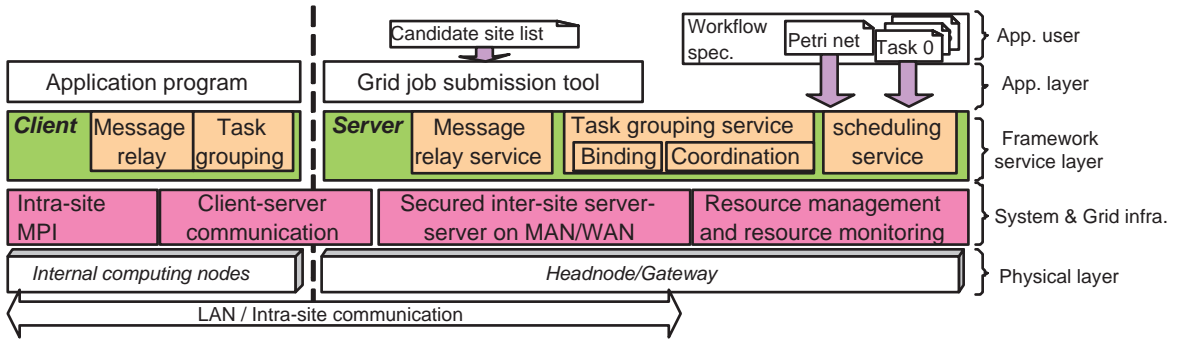 Candidate site list
Workflow
spec.
Petri net
Task 0
App. user
Application program
Grid job submission tool
App. layer
Client
Message
relay
Task
grouping
Server
Message
relay service
Task grouping service
Binding
Coordination
scheduling
service
Framework
service layer
Intra-site
MPI
Client-server
communication
Secured inter-site server-
server on MAN/WAN
Resource management
and resource monitoring
System & Grid infra.
Internal computing nodes
Headnode/Gateway
Physical layer
LAN / Intra-site communication